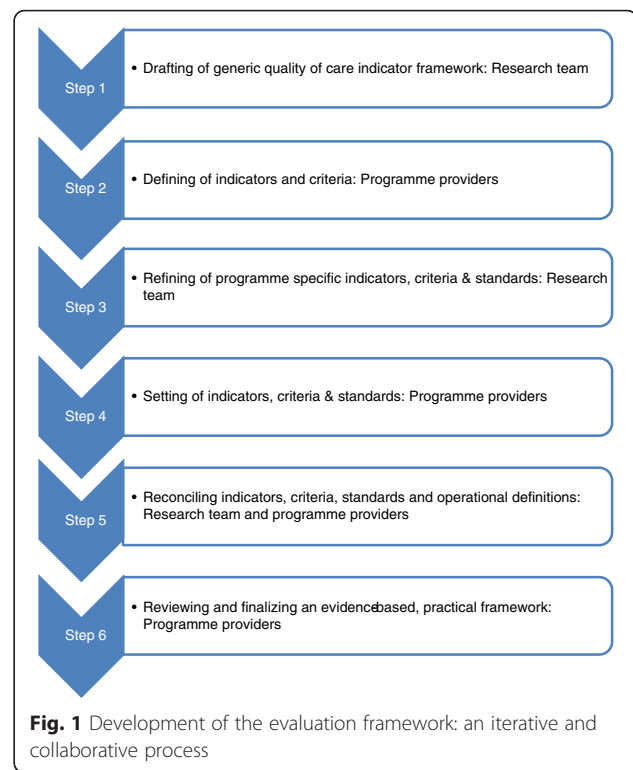 Step 1
• Drafting of generic quality of care indicator framework: Research team
Step 2
• Defining of indicators and criteria: Programme providers
Step 3
• Refining of programme specific indicators, criteria & standards: Research
team
Step 4
• Setting of indicators, criteria & standards: Programme providers
Step 5
• Reconciling indicators, criteria, standards and operational definitions:
Research team and programme providers
Step 6
• Reviewing and finalizing an evidence-based, practical framework:
Programme providers
Fig. 1 Development of the evaluation framework: an iterative and
collaborative process